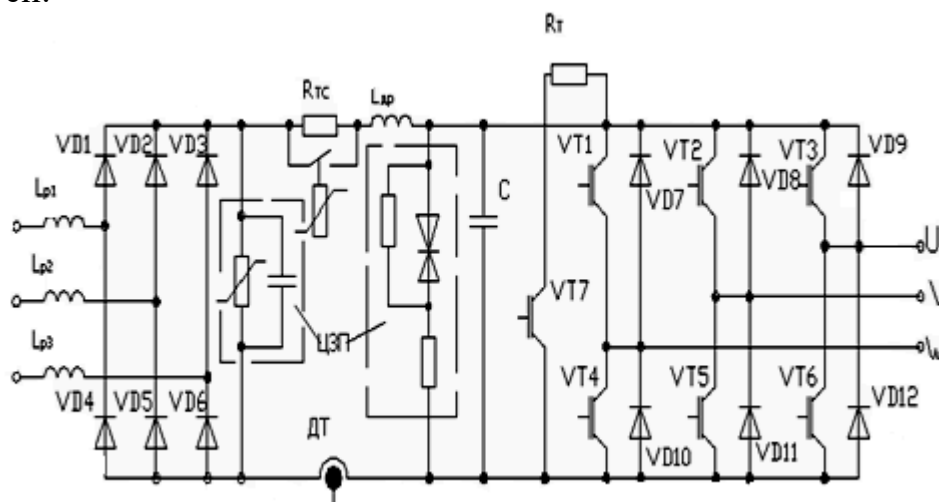 Rт
Rтс
Lдр
VD1 VD2 VD3 VT1 VT2 VT3 VD9
Lр1
C
VD7 VD8
U
Lр2
VT7
V
ЦЗП
Lр3
W
VT4 VT5 VT6
VD4 VD5 VD6
VD12
ДТ
VD10 VD11